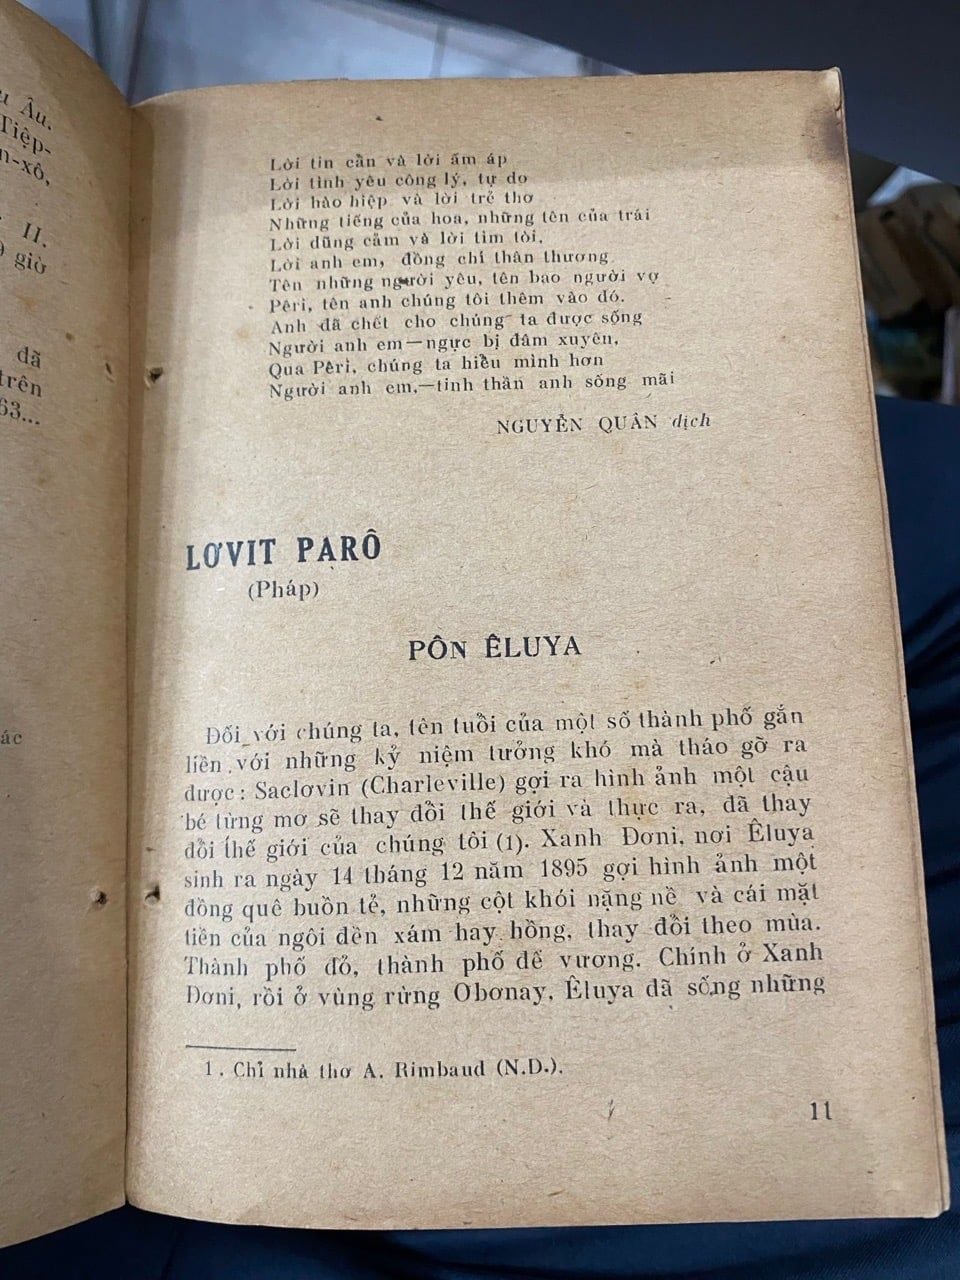 u Âu.
Tiệp-
n-xô,
II.
9 giờ
đã
trên
63...
ác
Lời tin cần và lời ấm áp
Lời tình yêu công lý, tự do
Lời hào hiệp và lời trẻ thơ
Những tiếng của hoa, những tên của trái
Lời dũng cảm và lời tìm tòi,
Lời anh em, đồng chí thân thương
Tên những người yêu, tên bao người vợ
Pêri, tên anh chúng tôi thêm vào đó.
Anh đã chết cho chúng ta được sống
Người anh em—ngực bị đâm xuyên,
Qua Pêri, chúng ta hiểu mình hơn
Người anh em,—tinh thần anh sống mãi
NGUYỄN QUÂN dịch
LƠVIT PARÔ
(Pháp)
PÔN ÊLUYA
Đối với chúng ta, tên tuổi của một số thành phố gắn
liền với những kỷ niệm tưởng khó mà tháo gỡ ra
được: Saclơvin (Charleville) gợi ra hình ảnh một cậu
bé từng mơ sẽ thay đổi thế giới và thực ra, đã thay
đổi thế giới của chúng tôi (1). Xanh Đơni, nơi Êluya
sinh ra ngày 14 tháng 12 năm 1895 gợi hình ảnh một
đồng quê buồn tẻ, những cột khói nặng nề và cái mặt
tiền của ngôi đền xám hay hồng, thay đổi theo mùa.
Thành phố đỏ, thành phố đế vương. Chính ở Xanh
Đơni, rồi ở vùng rừng Obơnay, Êluya đã sống những
1. Chỉ nhà thơ A. Rimbaud (N.D.).
11